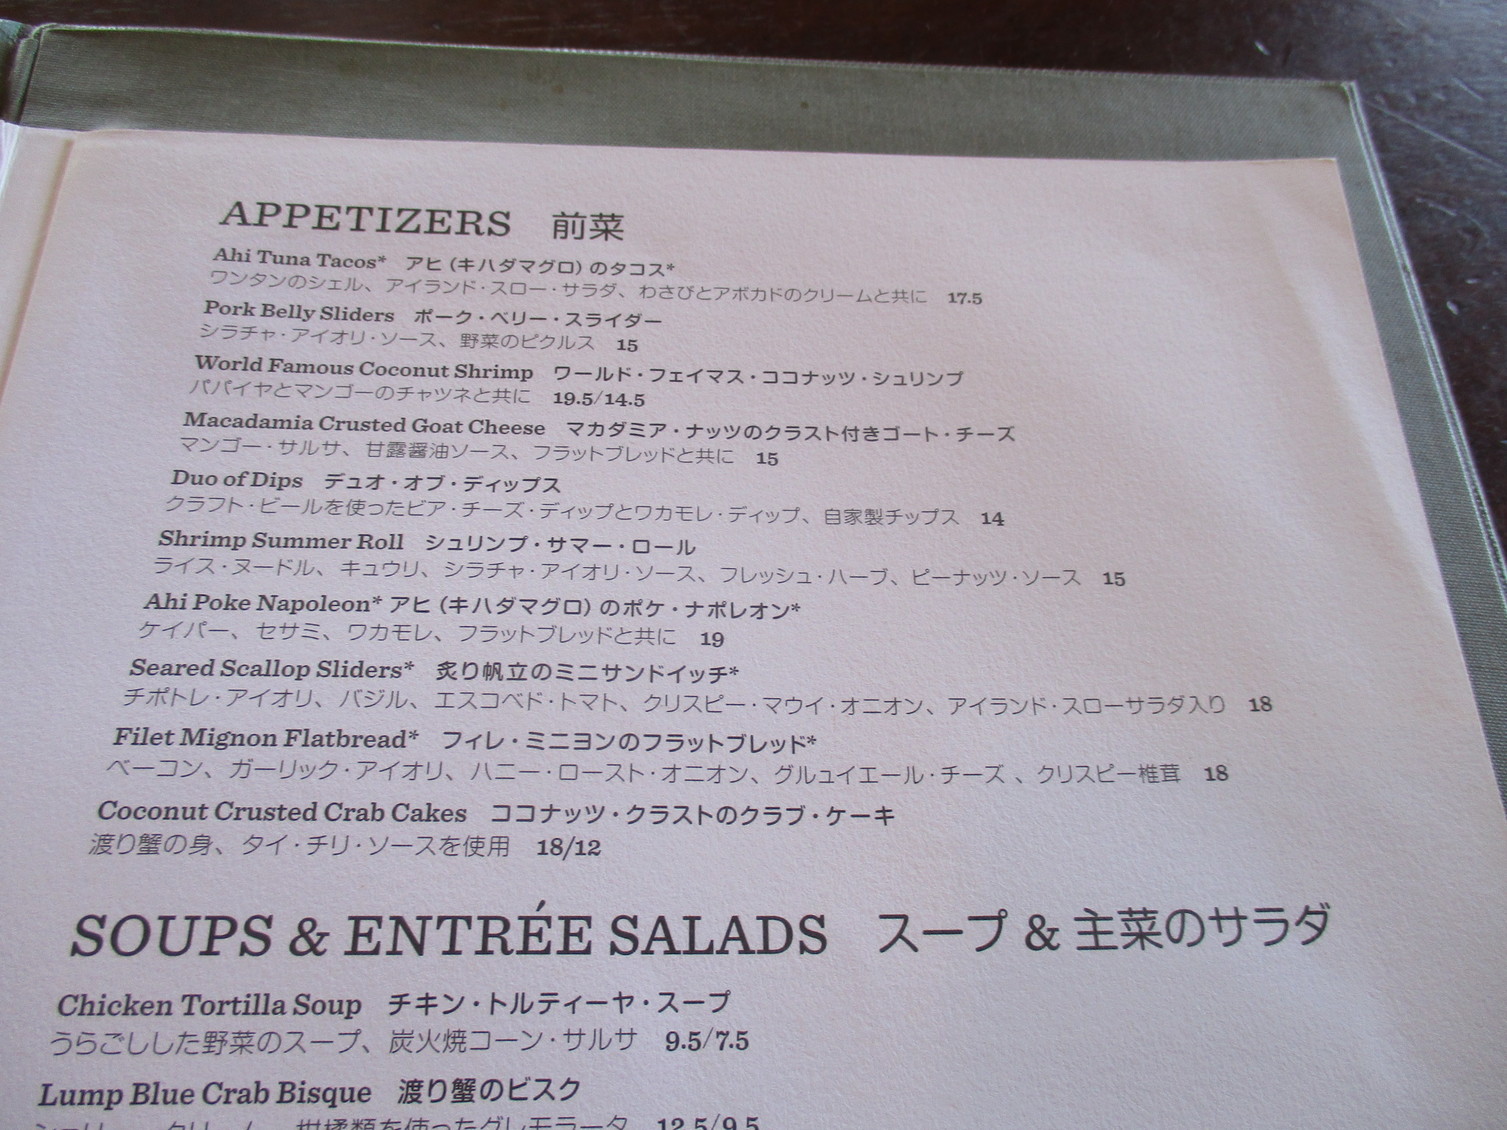 APPETIZERS 前菜
Ahi Tuna Tacos* アヒ (キハダマグロ) のタコス*
ワンタンのシェル、アイランド・スロー・サラダ、わさびとアボカドのクリームと共に 17.5
Pork Belly Sliders ポーク・ベリー・スライダー
シラチャ・アイオリ・ソース、野菜のピクルス 15
World Famous Coconut Shrimp ワールド・フェイマス・ココナッツ・シュリンプ
パパイヤとマンゴーのチャツネと共に 19.5/14.5
Macadamia Crusted Goat Cheese マカダミア・ナッツのクラスト付きゴート・チーズ
マンゴー・サルサ、甘露醤油ソース、フラットブレッドと共に 15
Duo of Dips デュオ・オブ・ディップス
クラフト・ビールを使ったビア・チーズ・ディップとワカモレ・ディップ、自家製チップス 14
Shrimp Summer Roll シュリンプ・サマー・ロール
ライス・ヌードル、キュウリ、シラチャ・アイオリ・ソース、フレッシュ・ハーブ、ピーナッツ・ソース 15
Ahi Poke Napoleon* アヒ (キハダマグロ) のポケ・ナポレオン*
ケイパー、セサミ、ワカモレ、フラットブレッドと共に 19
Seared Scallop Sliders* 炙り帆立のミニサンドイッチ*
チポトレ・アイオリ、バジル、エスコベド・トマト、クリスピー・マウイ・オニオン、アイランド・スローサラダ入り 18
Filet Mignon Flatbread* フィレ・ミニヨンのフラットブレッド*
ベーコン、ガーリック・アイオリ、ハニー・ロースト・オニオン、グルュイエール・チーズ 、クリスピー椎茸 18
Coconut Crusted Crab Cakes ココナッツ・クラストのクラブ・ケーキ
渡り蟹の身、タイ・チリ・ソースを使用 18/12
SOUPS & ENTRÉE SALADS スープ & 主菜のサラダ
Chicken Tortilla Soup チキン・トルティーヤ・スープ
うらごしした野菜のスープ、炭火焼コーン・サルサ 9.5/7.5
Lump Blue Crab Bisque 渡り蟹のビスク
シェリー・クリーム、柑橘類を使ったグレモラータ 12.5/9.5